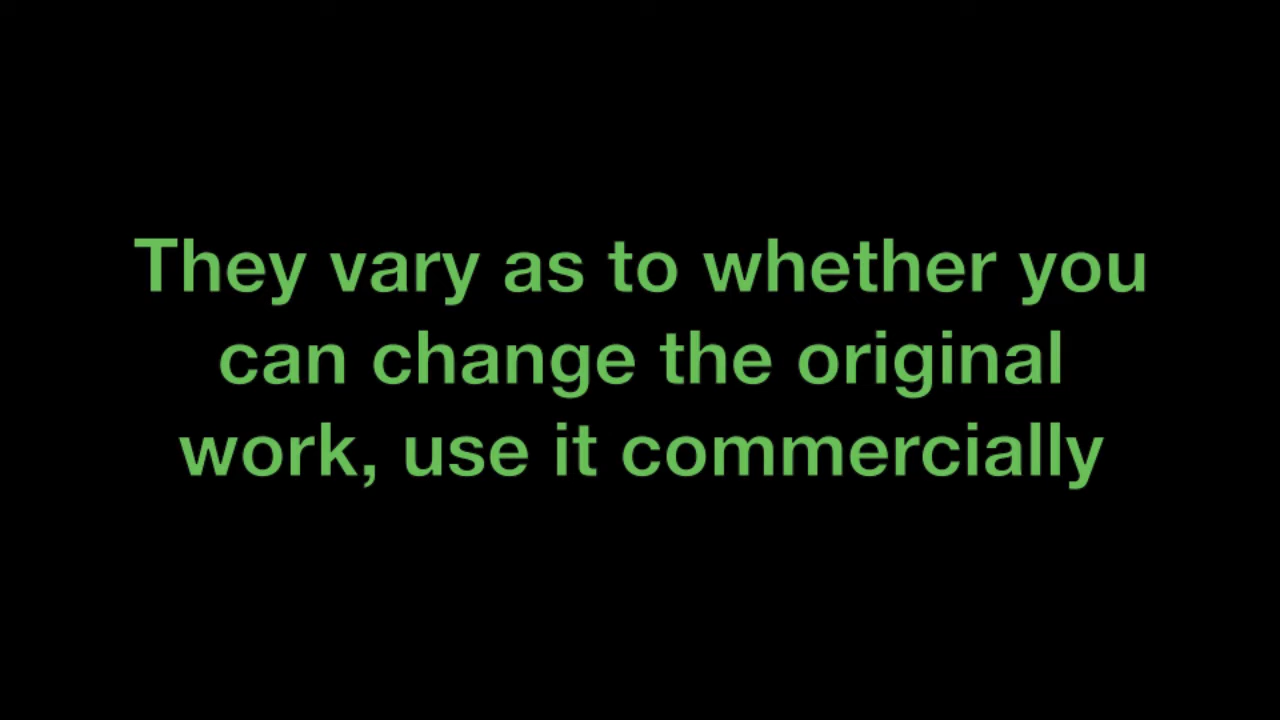 They vary as to whether you
can change the original
work, use it commercially